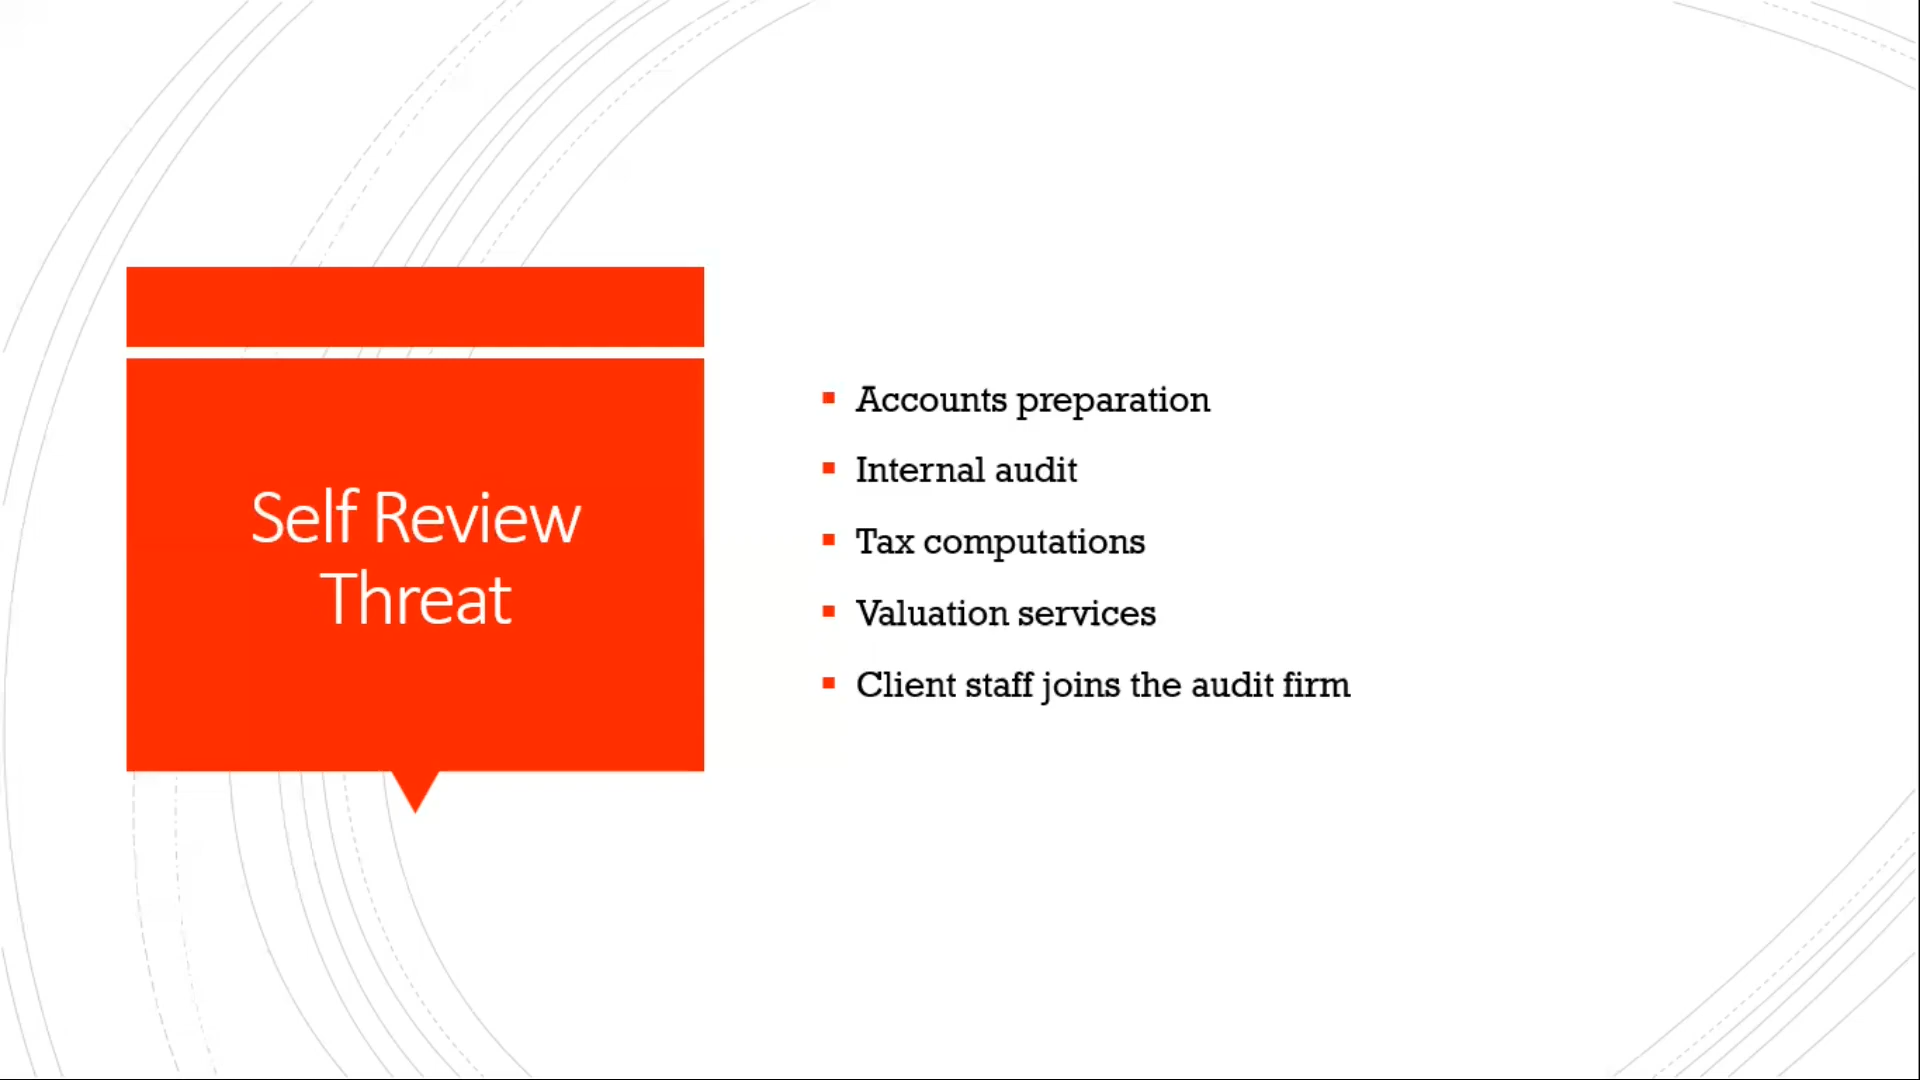 Self Review
Threat
Accounts preparation
Internal audit
Tax computations
Valuation services
Client staff joins the audit firm